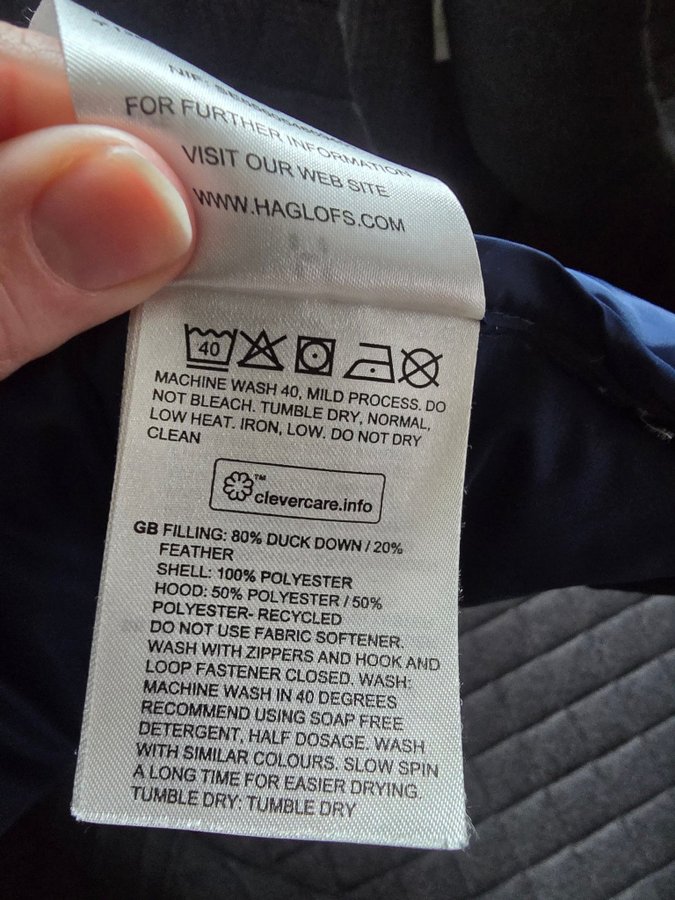 FOR FURTHER INFORMATION
VISIT OUR WEB SITE
WWW.HAGLOFS.COM
40
MACHINE WASH 40, MILD PROCESS. DO
NOT BLEACH. TUMBLE DRY, NORMAL,
LOW HEAT. IRON, LOW. DO NOT DRY
CLEAN
™
clevercare.info
GB FILLING: 80% DUCK DOWN / 20%
FEATHER
SHELL: 100% POLYESTER
HOOD: 50% POLYESTER / 50%
POLYESTER- RECYCLED
DO NOT USE FABRIC SOFTENER.
WASH WITH ZIPPERS AND HOOK AND
LOOP FASTENER CLOSED. WASH:
MACHINE WASH IN 40 DEGREES
RECOMMEND USING SOAP FREE
DETERGENT, HALF DOSAGE. WASH
WITH SIMILAR COLOURS. SLOW SPIN
A LONG TIME FOR EASIER DRYING.
TUMBLE DRY: TUMBLE DRY